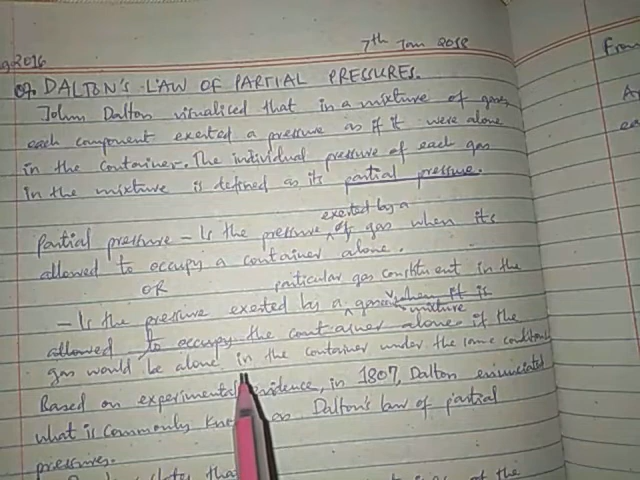 7th Jan 2018
2016
07. DALTON'S LAW OF PARTIAL PRESSURES.
John Dalton visualised that in a mixture of gases
each component exerted a pressure as if it were alone
in the container. The individual pressure of each gas
in the mixture is defined as its partial pressure.
exerted by a
Partial pressure - Is the pressure of gas when its
allowed to occupy a container alone.
OR particular gas constituent in the
- Is the pressure exerted by a gas when it is
mixture
allowed to occupy the container alone if the
gas would be alone in the container under the same conditions
Based on experimental evidence, in 1807, Dalton enunciated
what is commonly as Dalton's law of partial
pressures.
of the